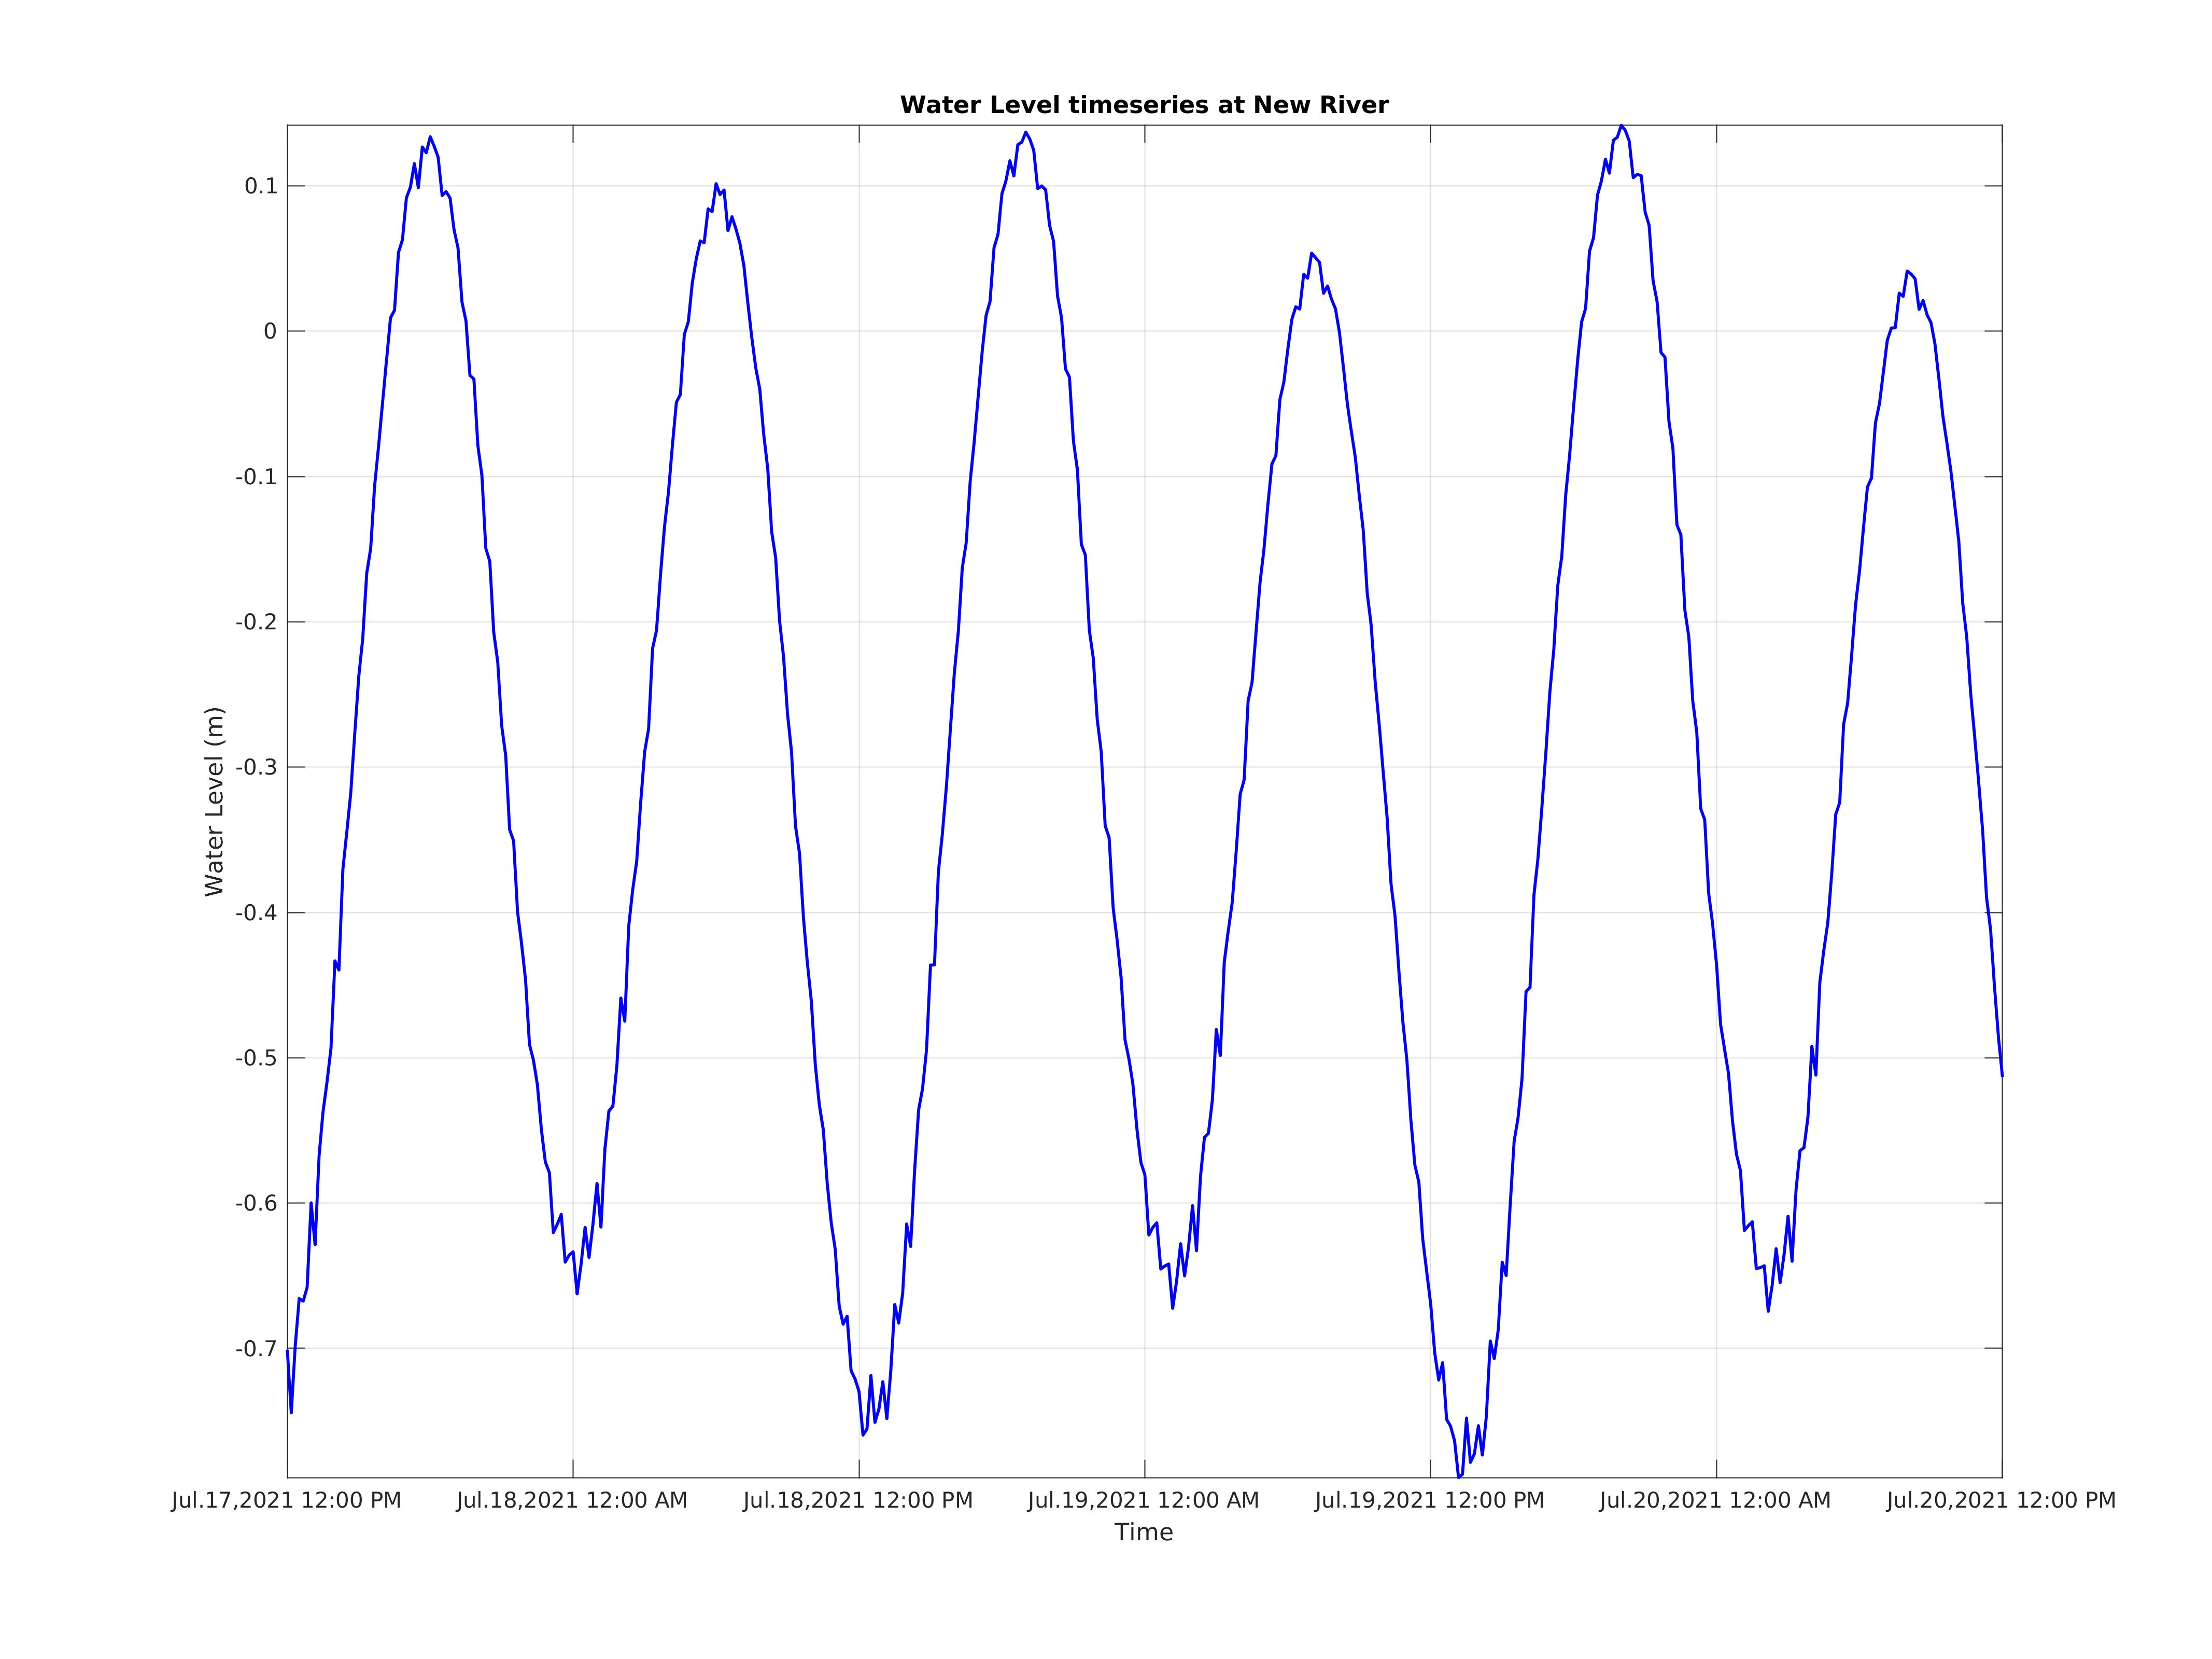 Water Level timeseries at New River
0.1
0
-0.1
-0.2
-0.3
-0.4
-0.5
-0.6
-0.7
Water Level (m)
Jul.17,2021 12:00 PM
Jul.18,2021 12:00 AM
Jul.18,2021 12:00 PM
Jul.19,2021 12:00 AM
Jul.19,2021 12:00 PM
Jul.20,2021 12:00 AM
Jul.20,2021 12:00 PM
Time